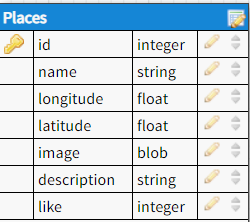 Places
id integer
name string
longitude float
latitude float
image blob
description string
like integer